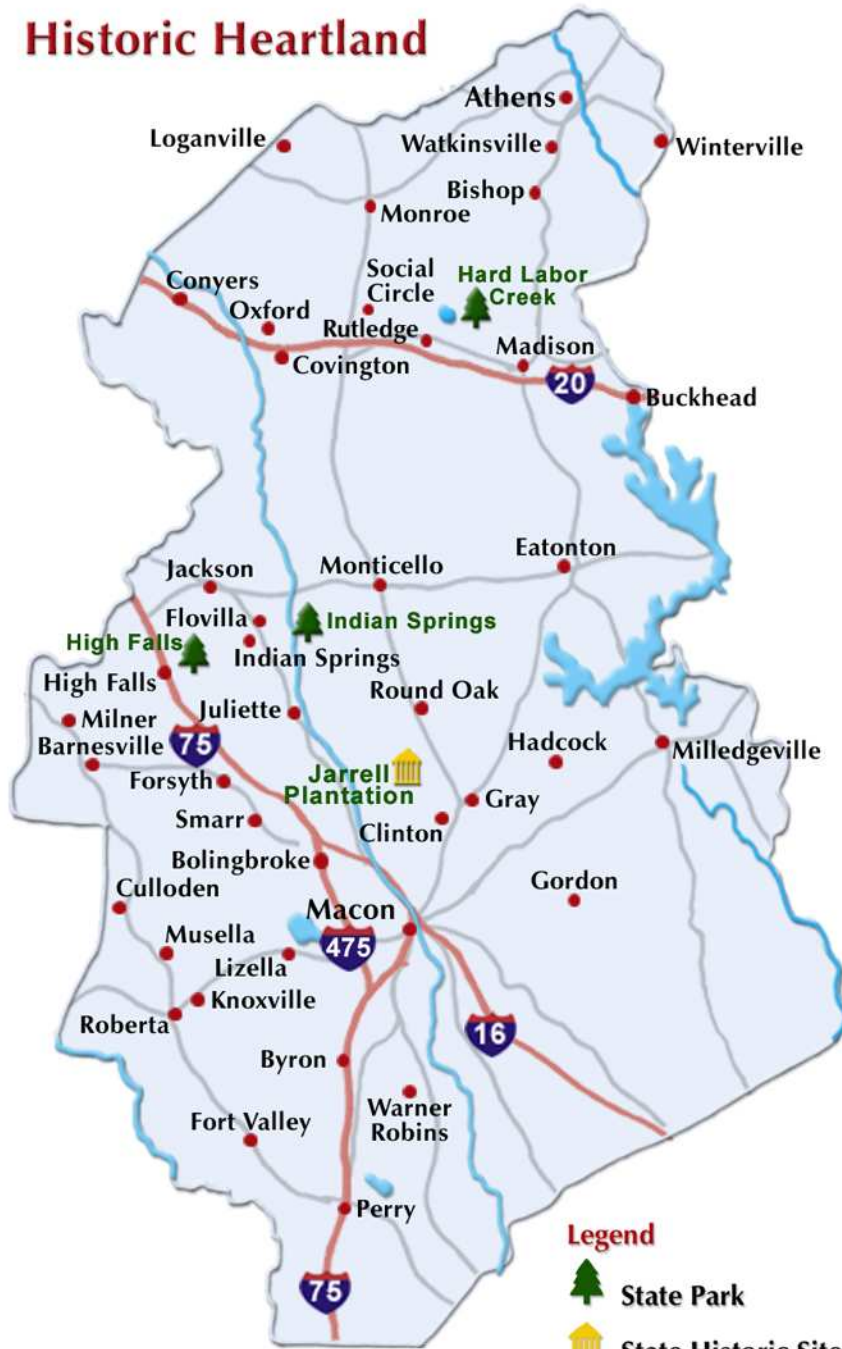 Historic Heartland
Athens
Loganville
Watkinsville
Winterville
Bishop
Monroe
Hard Labor
Creek
Social
Circle
Conyers
Oxford
Rutledge
Covington
Madison
20
Buckhead
Eatonton
Jackson
Monticello
Flovilla
Indian Springs
High Falls
Indian Springs
High Falls
Round Oak
Milner
Juliette
Barnesville
75
Hadcock
Milledgeville
Forsyth
Jarrell
Plantation
Gray
Smarr
Clinton
Bolingbroke
Culloden
Gordon
Macon
Musella
475
Lizella
Knoxville
Roberta
16
Byron
Warner
Robins
Fort Valley
Perry
75
Legend
State Park
State Historic Site